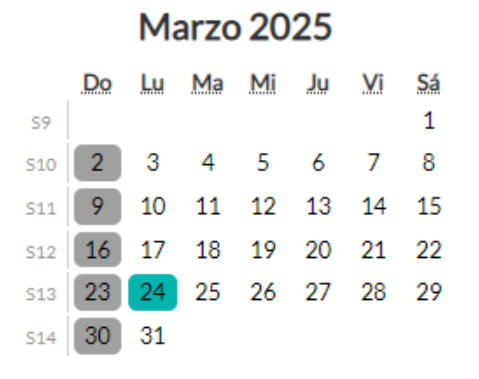 Marzo 2025
Do Lu Ma Mi Ju Vi Sá
S9 1
S10 2 3 4 5 6 7 8
S11 9 10 11 12 13 14 15
S12 16 17 18 19 20 21 22
S13 23 24 25 26 27 28 29
S14 30 31